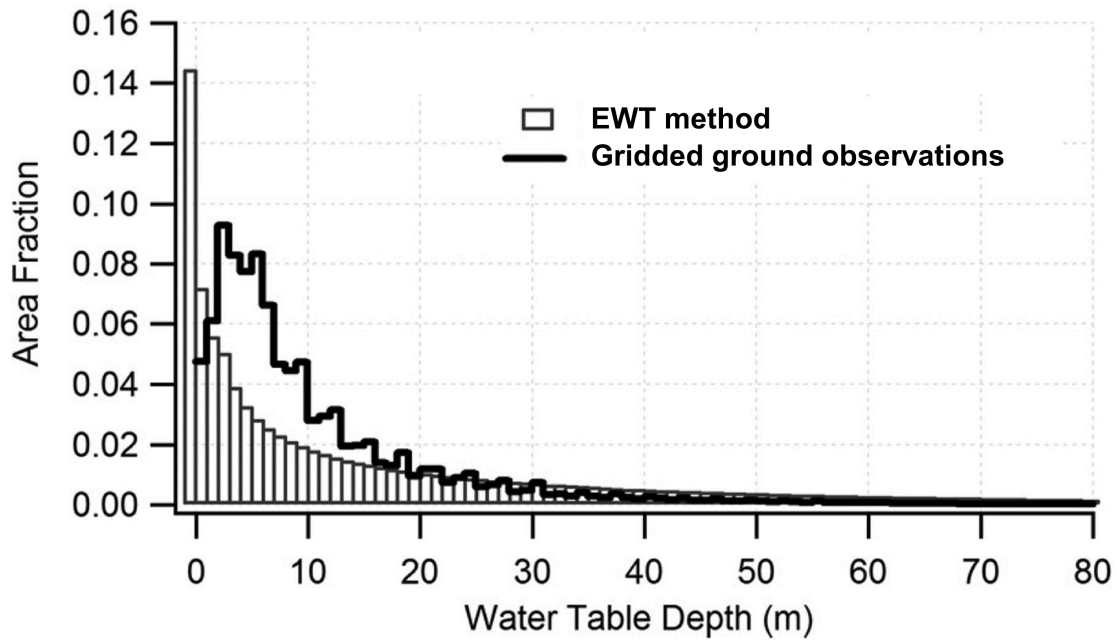 0.16
0.14
0.12
0.10
0.08
0.06
0.04
0.02
0.00
Area Fraction
EWT method
Gridded ground observations
0 10 20 30 40 50 60 70 80
Water Table Depth (m)